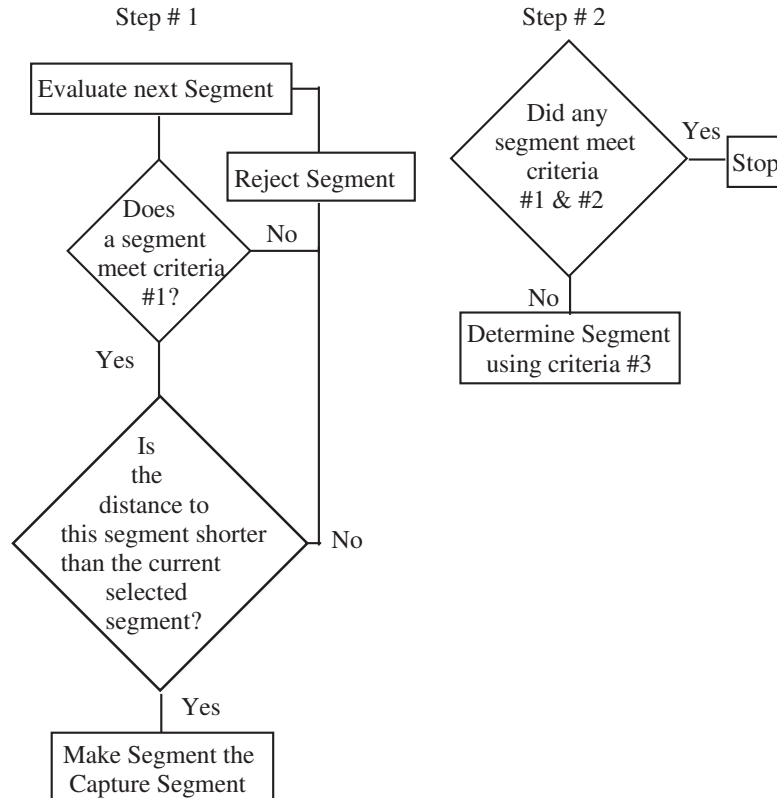 Step # 1
Evaluate next Segment
Reject Segment
Does
a segment
meet criteria
#1?
No
Yes
Is
the
distance to
this segment shorter
than the current
selected
segment?
No
Yes
Make Segment the
Capture Segment
Step # 2
Did any
segment meet
criteria
#1 & #2
Yes
Stop
No
Determine Segment
using criteria #3